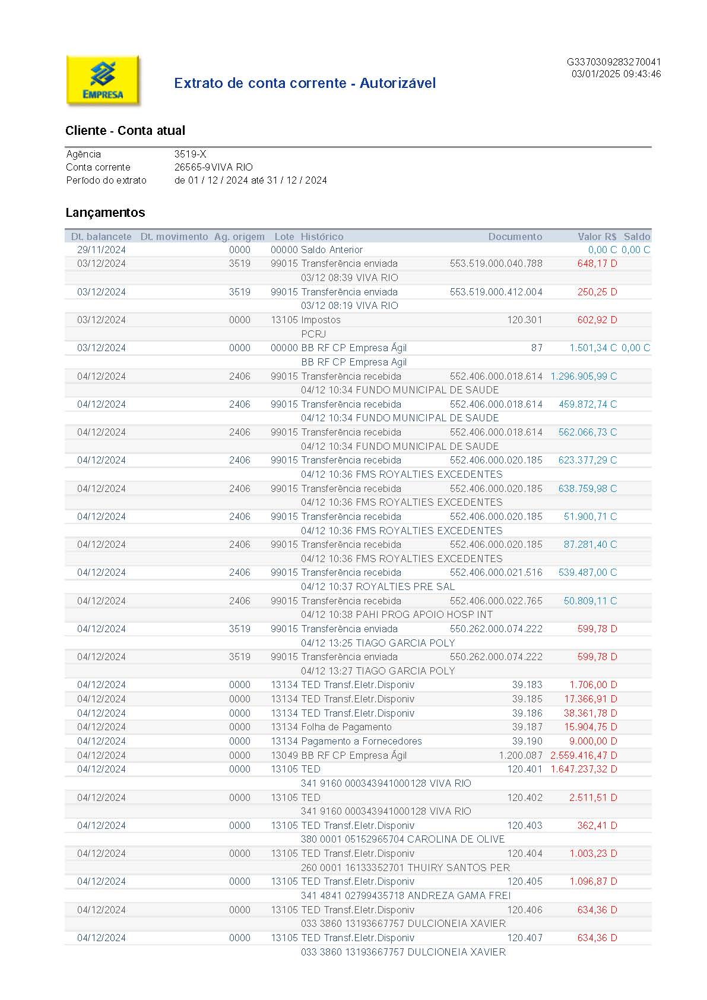 G3370309283270041
03/01/2025 09:43:46
EMPRESA
Extrato de conta corrente - Autorizável
Cliente - Conta atual
Agência 3519-X
Conta corrente 26565-9VIVA RIO
Período do extrato de 01 / 12 / 2024 até 31 / 12 / 2024
Lançamentos
Dt. balancete Dt. movimento Ag. origem Lote Histórico Documento Valor R$ Saldo
29/11/2024 0000 00000 Saldo Anterior 0,00 C 0,00 C
03/12/2024 3519 99015 Transferência enviada 553.519.000.040.788 648,17 D
03/12 08:39 VIVA RIO
03/12/2024 3519 99015 Transferência enviada 553.519.000.412.004 250,25 D
03/12 08:19 VIVA RIO
03/12/2024 0000 13105 Impostos 120.301 602,92 D
PCRJ
03/12/2024 0000 00000 BB RF CP Empresa Ágil 87 1.501,34 C 0,00 C
BB RF CP Empresa Agil
04/12/2024 2406 99015 Transferência recebida 552.406.000.018.614 1.296.905,99 C
04/12 10:34 FUNDO MUNICIPAL DE SAUDE
04/12/2024 2406 99015 Transferência recebida 552.406.000.018.614 459.872,74 C
04/12 10:34 FUNDO MUNICIPAL DE SAUDE
04/12/2024 2406 99015 Transferência recebida 552.406.000.018.614 562.066,73 C
04/12 10:34 FUNDO MUNICIPAL DE SAUDE
04/12/2024 2406 99015 Transferência recebida 552.406.000.020.185 623.377,29 C
04/12 10:36 FMS ROYALTIES EXCEDENTES
04/12/2024 2406 99015 Transferência recebida 552.406.000.020.185 638.759,98 C
04/12 10:36 FMS ROYALTIES EXCEDENTES
04/12/2024 2406 99015 Transferência recebida 552.406.000.020.185 51.900,71 C
04/12 10:36 FMS ROYALTIES EXCEDENTES
04/12/2024 2406 99015 Transferência recebida 552.406.000.020.185 87.281,40 C
04/12 10:36 FMS ROYALTIES EXCEDENTES
04/12/2024 2406 99015 Transferência recebida 552.406.000.021.516 539.487,00 C
04/12 10:37 ROYALTIES PRE SAL
04/12/2024 2406 99015 Transferência recebida 552.406.000.022.765 50.809,11 C
04/12 10:38 PAHI PROG APOIO HOSP INT
04/12/2024 3519 99015 Transferência enviada 550.262.000.074.222 599,78 D
04/12 13:25 TIAGO GARCIA POLY
04/12/2024 3519 99015 Transferência enviada 550.262.000.074.222 599,78 D
04/12 13:27 TIAGO GARCIA POLY
04/12/2024 0000 13134 TED Transf.Eletr.Disponiv 39.183 1.706,00 D
04/12/2024 0000 13134 TED Transf.Eletr.Disponiv 39.185 17.366,91 D
04/12/2024 0000 13134 TED Transf.Eletr.Disponiv 39.186 38.361,78 D
04/12/2024 0000 13134 Folha de Pagamento 39.187 15.904,75 D
04/12/2024 0000 13134 Pagamento a Fornecedores 39.190 9.000,00 D
04/12/2024 0000 13049 BB RF CP Empresa Ágil 1.200.087 2.559.416,47 D
04/12/2024 0000 13105 TED 120.401 1.647.237,32 D
341 9160 000343941000128 VIVA RIO
04/12/2024 0000 13105 TED 120.402 2.511,51 D
341 9160 000343941000128 VIVA RIO
04/12/2024 0000 13105 TED Transf.Eletr.Disponiv 120.403 362,41 D
380 0001 05152965704 CAROLINA DE OLIVE
04/12/2024 0000 13105 TED Transf.Eletr.Disponiv 120.404 1.003,23 D
260 0001 16133352701 THUIRY SANTOS PER
04/12/2024 0000 13105 TED Transf.Eletr.Disponiv 120.405 1.096,87 D
341 4841 02799435718 ANDREZA GAMA FREI
04/12/2024 0000 13105 TED Transf.Eletr.Disponiv 120.406 634,36 D
033 3860 13193667757 DULCIONEIA XAVIER
04/12/2024 0000 13105 TED Transf.Eletr.Disponiv 120.407 634,36 D
033 3860 13193667757 DULCIONEIA XAVIER